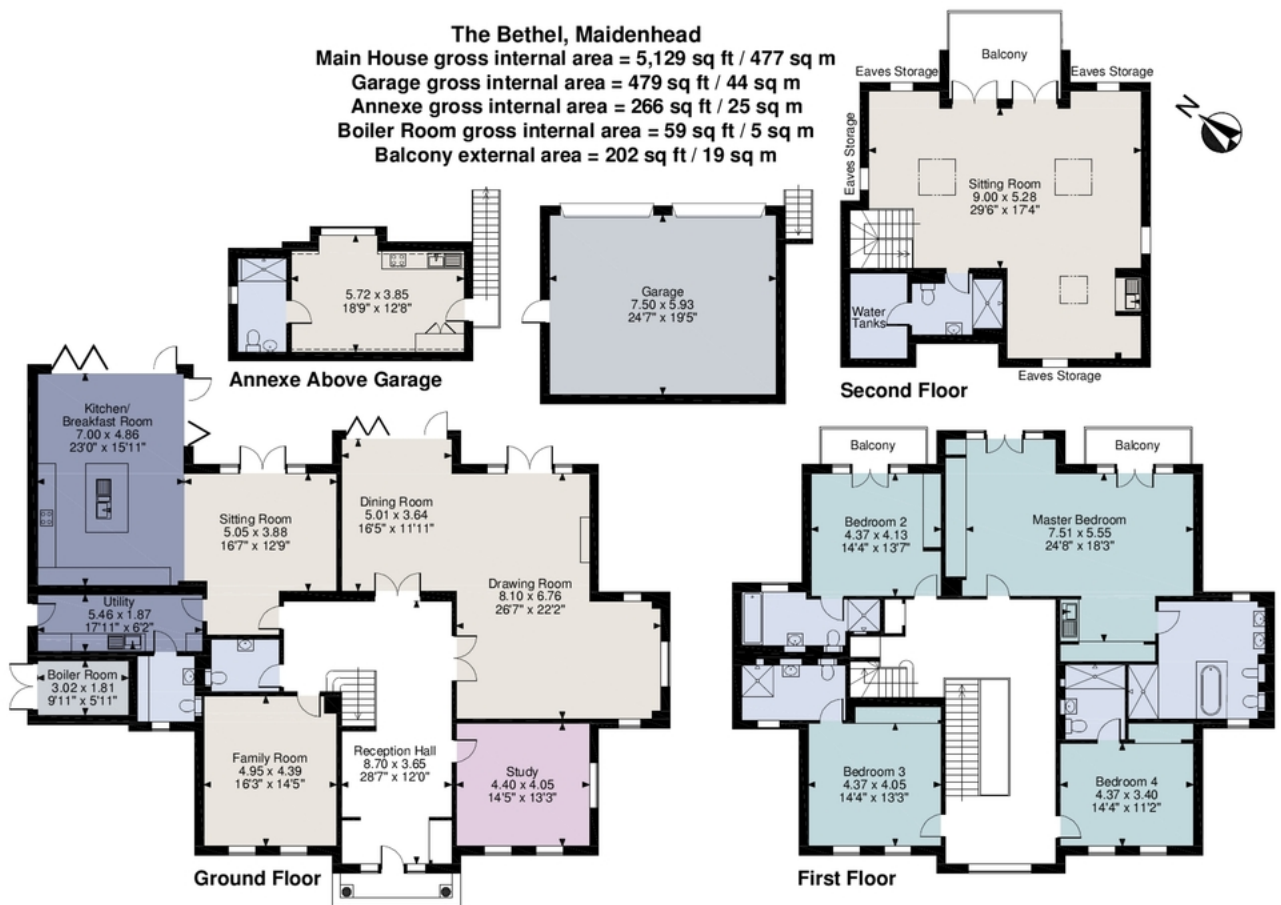 The Bethel, Maidenhead
Main House gross internal area = 5,129 sq ft / 477 sq m
Garage gross internal area = 479 sq ft / 44 sq m
Annexe gross internal area = 266 sq ft / 25 sq m
Boiler Room gross internal area = 59 sq ft / 5 sq m
Balcony external area = 202 sq ft / 19 sq m
Balcony
Eaves Storage
Eaves Storage
Eaves Storage
Sitting Room
9.00 x 5.28
29'6" x 17'4"
Water
Tanks
Eaves Storage
Second Floor
N
5.72 x 3.85
18'9" x 12'8"
Annexe Above Garage
Garage
7.50 x 5.93
24'7" x 19'5"
Kitchen/
Breakfast Room
7.00 x 4.86
23'0" x 15'11"
Sitting Room
5.05 x 3.88
16'7" x 12'9"
Dining Room
5.01 x 3.64
16'5" x 11'11"
Drawing Room
8.10 x 6.76
26'7" x 22'2"
Utility
5.46 x 1.87
17'11" x 6'2"
Boiler Room
3.02 x 1.81
9'11" x 5'11"
Family Room
4.95 x 4.39
16'3" x 14'5"
Reception Hall
8.70 x 3.65
28'7" x 12'0"
Study
4.40 x 4.05
14'5" x 13'3"
Ground Floor
Balcony
Balcony
Bedroom 2
4.37 x 4.13
14'4" x 13'7"
Master Bedroom
7.51 x 5.55
24'8" x 18'3"
Bedroom 3
4.37 x 4.05
14'4" x 13'3"
Bedroom 4
4.37 x 3.40
14'4" x 11'2"
First Floor